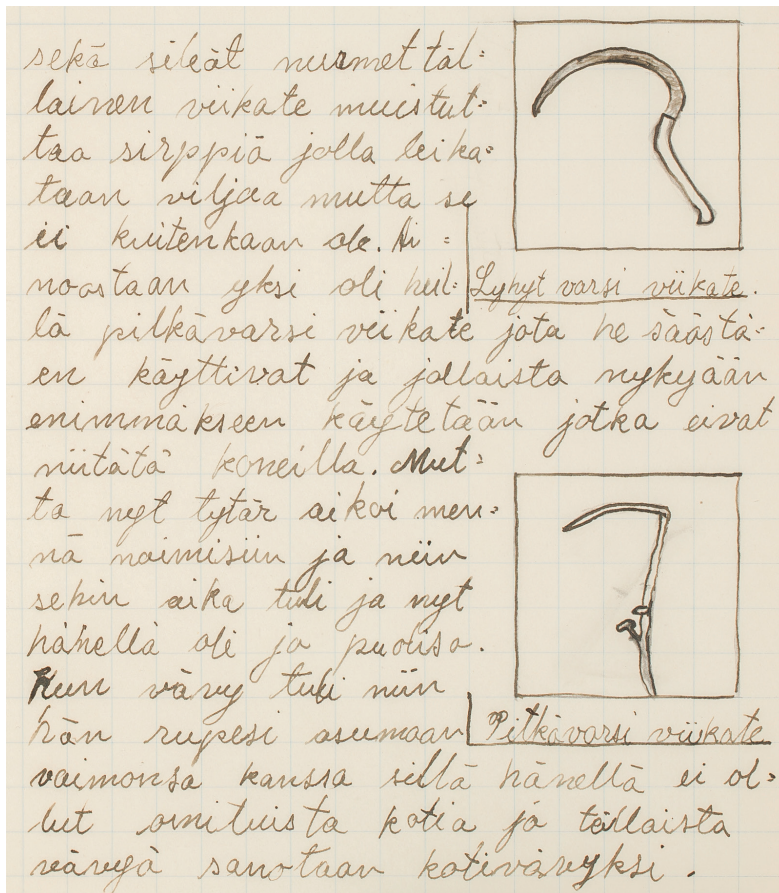 sekä sileät nurmet täl=
lainen viikate muistut=
taa sirppiä jolla leika=
taan viljaa mutta se
ei kuitenkaan ole. Ai=
noastaan yksi oli heil=
Lyhyt varsi viikate.
lä pitkävarsi viikate jota he säästä=
en käyttivät ja jollaista nykyään
enimmäkseen käytetään jotka eivat
niitätä koneilla. Mut=
ta nyt tytär aikoi men=
nä naimisiin ja niin
sehin aika tuli ja nyt
hänellä oli jo puoliso.
Kun vävy tuli niin
hän rupesi asumaan
Pitkävarsi viikate
vaimonsa kanssa sillä hänellä ei ol=
lut omituista kotia ja tällaista
vävyä sanotaan kotivävyksi.